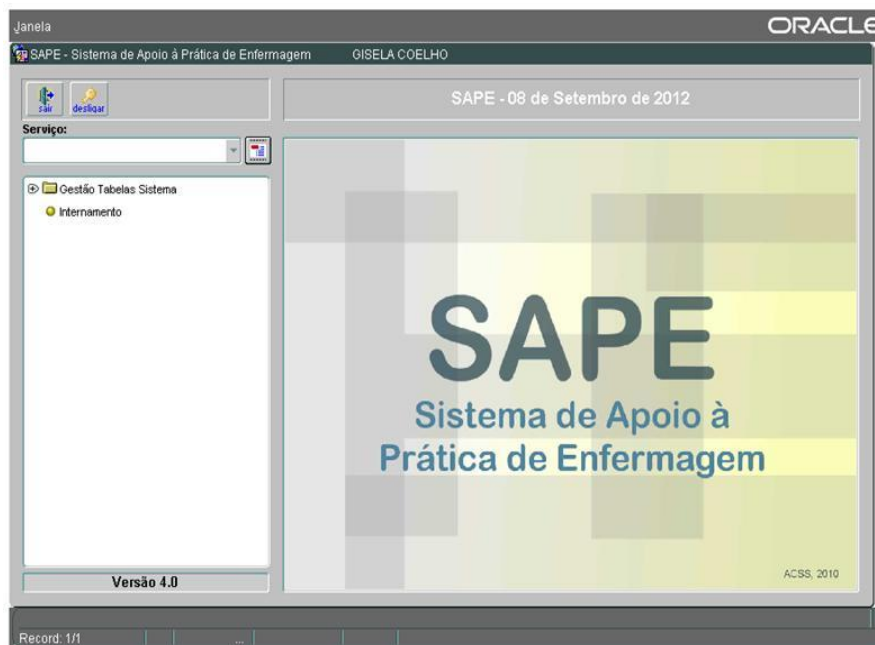 Janela
ORACLE
SAPE - Sistema de Apoio à Prática de Enfermagem GISELA COELHO
sair desligar
SAPE - 08 de Setembro de 2012
Serviço:
Gestão Tabelas Sistema
Internamento
SAPE
Sistema de Apoio à
Prática de Enfermagem
ACSS, 2010
Versão 4.0
Record: 1/1 ...